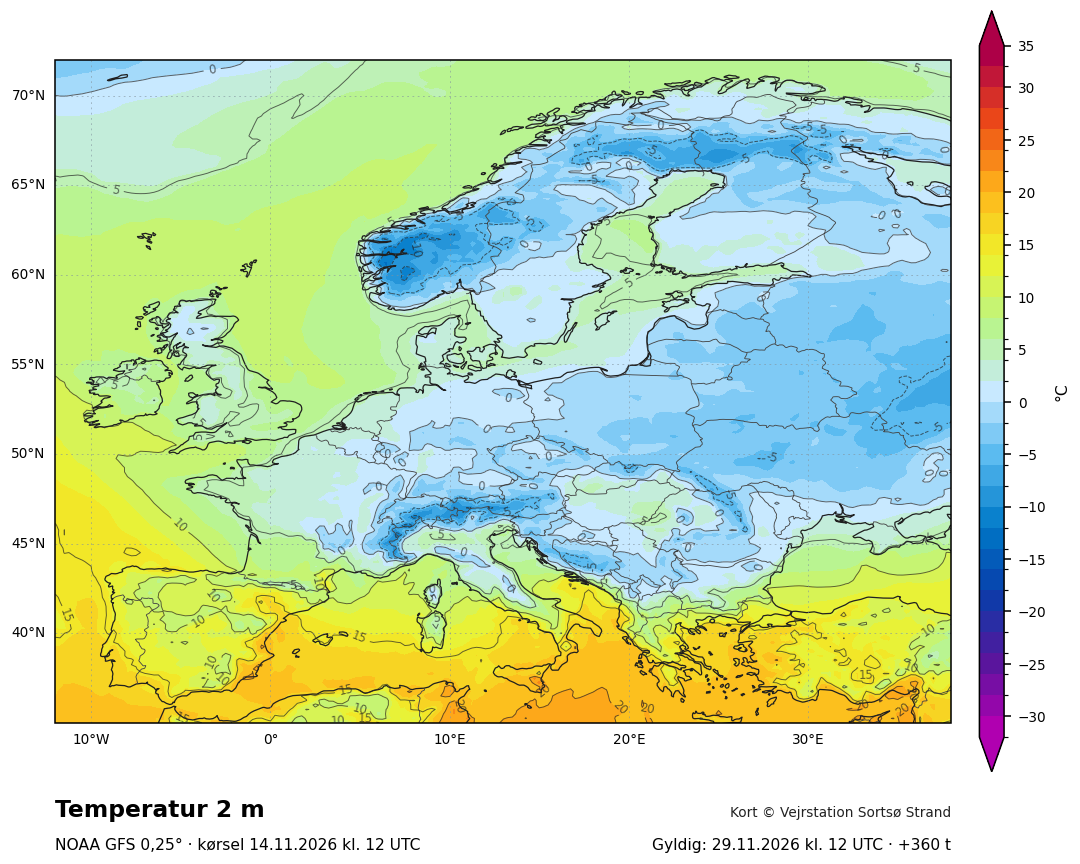 70°N
65°N
60°N
55°N
50°N
45°N
40°N
10°W
0°
10°E
20°E
30°E
35
30
25
20
15
10
5
0
−5
−10
−15
−20
−25
−30
°C
Temperatur 2 m
Kort © Vejrstation Sortsø Strand
NOAA GFS 0,25° · kørsel 14.11.2026 kl. 12 UTC
Gyldig: 29.11.2026 kl. 12 UTC · +360 t